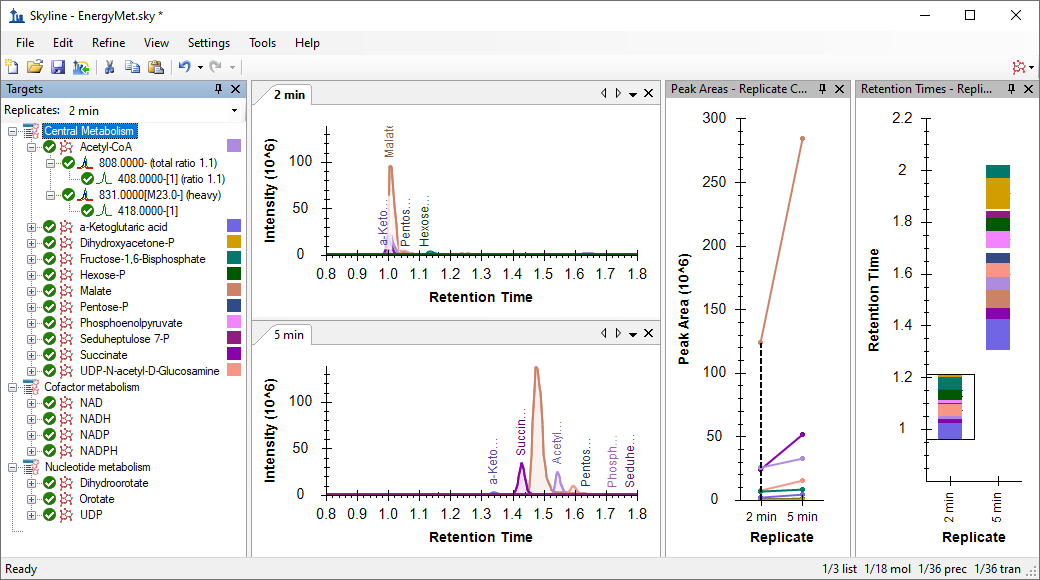 Skyline - EnergyMet.sky *
File Edit Refine View Settings Tools Help
Targets
Replicates: 2 min
Central Metabolism
Acetyl-CoA
808.0000- (total ratio 1.1)
408.0000-[1] (ratio 1.1)
831.0000[M23.0-] (heavy)
418.0000-[1]
a-Ketoglutaric acid
Dihydroxyacetone-P
Fructose-1,6-Bisphosphate
Hexose-P
Malate
Pentose-P
Phosphoenolpyruvate
Seduheptulose 7-P
Succinate
UDP-N-acetyl-D-Glucosamine
Cofactor metabolism
NAD
NADH
NADP
NADPH
Nucleotide metabolism
Dihydroorotate
Orotate
UDP
2 min
Intensity (10^6)
100
50
0
Malate
a-Keto...
Pentos...
Hexose...
0.8 0.9 1.0 1.1 1.2 1.3 1.4 1.5 1.6 1.7 1.8
Retention Time
5 min
Intensity (10^6)
100
50
0
a-Keto...
Succin...
Acetyl...
Pentos...
Phosph...
Seduhe...
0.8 0.9 1.0 1.1 1.2 1.3 1.4 1.5 1.6 1.7 1.8
Retention Time
Peak Areas - Replicate C...
Peak Area (10^6)
300
250
200
150
100
50
0
2 min 5 min
Replicate
Retention Times - Repli...
Retention Time
2.2
2
1.8
1.6
1.4
1.2
1
2 min
5 min
Replicate
Ready
1/3 list 1/18 mol 1/36 prec 1/36 tran